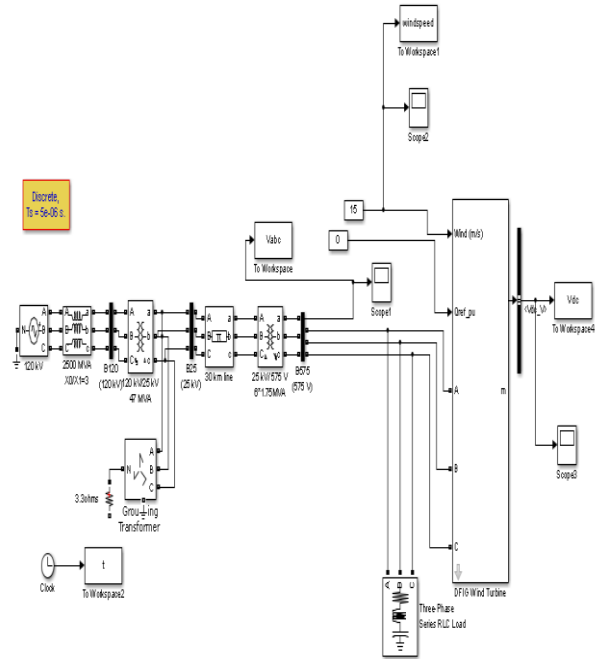 windspeed
To Workspace1
Scope2
Discrete,
Ts = 5e-06 s.
15
0
Vabc
To Workspace
Scope1
Wind (m/s)
Qref_pu
<Vdc_V>
Vdc
To Workspace4
m
Scope3
N
A
B
C
120 kV
A
B
C
a
b
c
2500 MVA
X0/X1=3
B120
(120 kV)
A
B
C
a
b
c
120 kV/25 kV
47 MVA
B25
(25 kV)
A
B
C
a
b
c
30 km line
A
B
C
a
b
c
25 kV/ 575 V
6*1.75MVA
B575
(575 V)
A
B
C
DFIG Wind Turbine
N
A
B
C
3.3ohms
Grounding
Transformer
Clock
t
To Workspace2
A
B
C
Three-Phase
Series RLC Load